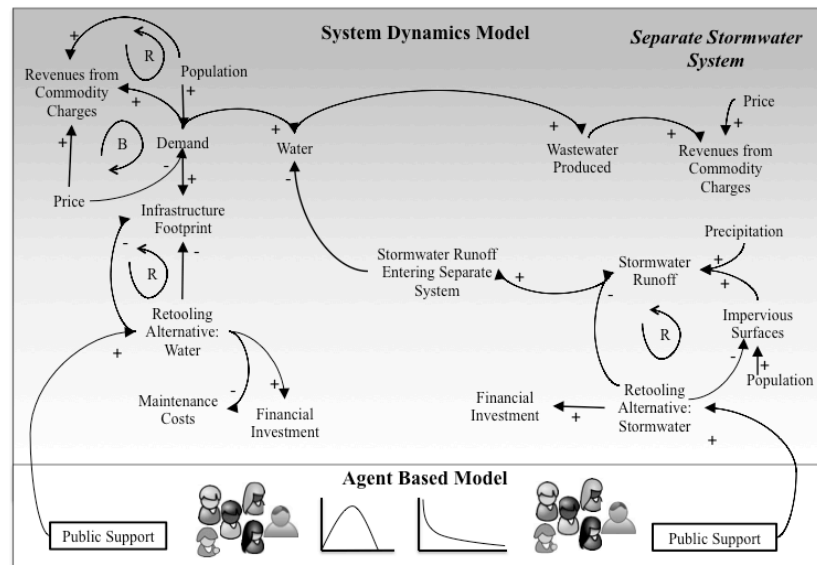 System Dynamics Model
Separate Stormwater
System
+
R
Revenues from
Commodity
Charges
Population
+
+
+
B
Demand
-
+
Price
+
Water
-
+
Wastewater
Produced
+
Price
+
Revenues from
Commodity
Charges
Infrastructure
Footprint
-
-
R
Retooling
Alternative:
Water
+
-
+
Maintenance
Costs
Financial
Investment
Stormwater Runoff
Entering Separate
System
+
Precipitation
+
+
Stormwater
Runoff
-
R
Impervious
Surfaces
-
+
Population
Financial
Investment
+
Retooling
Alternative:
Stormwater
+
Agent Based Model
Public Support
Public Support